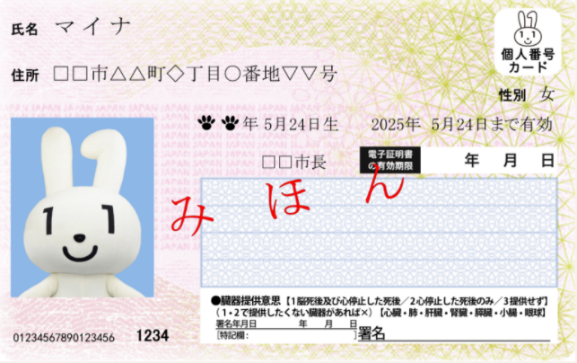 氏名 マイナ
個人番号
カード
住所 □□市△△町◇丁目○番地▽▽号
性別 女
年 5月24日生 2025年 5月24日まで有効
□□市長 電子証明書の有効期限 年 月 日
みほん
●臓器提供意思【1脳死後及び心停止した死後/2心停止した死後のみ/3提供せず】
(1・2で提供したくない臓器があれば×)【心臓・肺・肝臓・腎臓・膵臓・小腸・眼球】
署名年月日 年 月 日
[特記欄: ] 署名
01234567890123456 1234